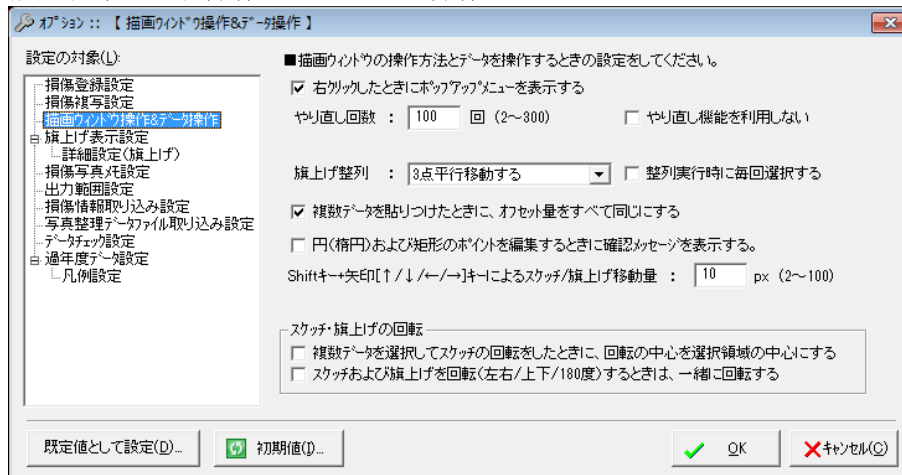 オプション :: 【 描画ウィンドウ操作&データ操作 】
設定の対象(L):
損傷登録設定
損傷複写設定
描画ウィンドウ操作&データ操作
旗上げ表示設定
詳細設定(旗上げ)
損傷写真メモ設定
出力範囲設定
損傷情報取り込み設定
写真整理データファイル取り込み設定
データチェック設定
過年度データ設定
凡例設定
■描画ウィンドウの操作方法とデータを操作するときの設定をしてください。
右クリックしたときにポップアップメニューを表示する
やり直し回数 : 100 回 (2~300) やり直し機能を利用しない
旗上げ整列 : 3点平行移動する 整列実行時に毎回選択する
複数データを貼りつけたときに、オフセット量をすべて同じにする
円(楕円)および矩形のポイントを編集するときに確認メッセージを表示する。
Shiftキー+矢印[↑/↓/←/→]キーによるスケッチ/旗上げ移動量 : 10 px (2~100)
スケッチ・旗上げの回転
複数データを選択してスケッチの回転をしたときに、回転の中心を選択領域の中心にする
スケッチおよび旗上げを回転(左右/上下/180度)するときは、一緒に回転する
既定値として設定(D)... 初期値(I)... OK キャンセル(C)